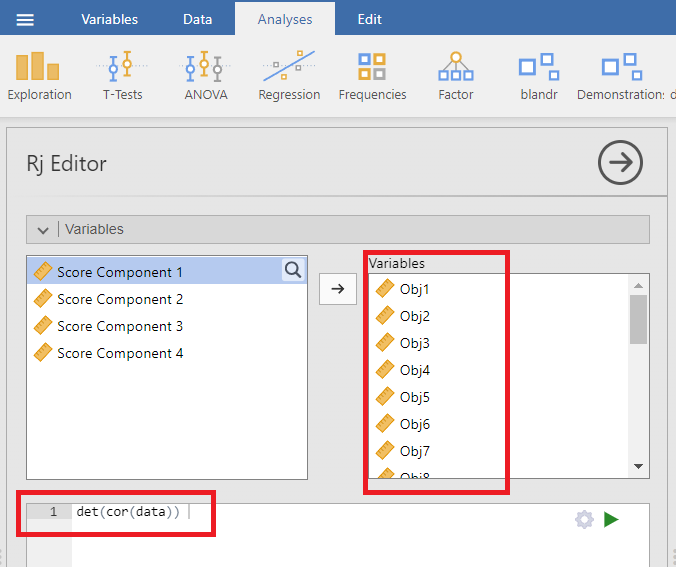 Variables Data Analyses Edit
Exploration T-Tests ANOVA Regression Frequencies Factor blandr Demonstrations d
Rj Editor
Variables
Variables
Score Component 1
Score Component 2
Score Component 3
Score Component 4
Obj1
Obj2
Obj3
Obj4
Obj5
Obj6
Obj7
Obj8
1 det(cor(data))